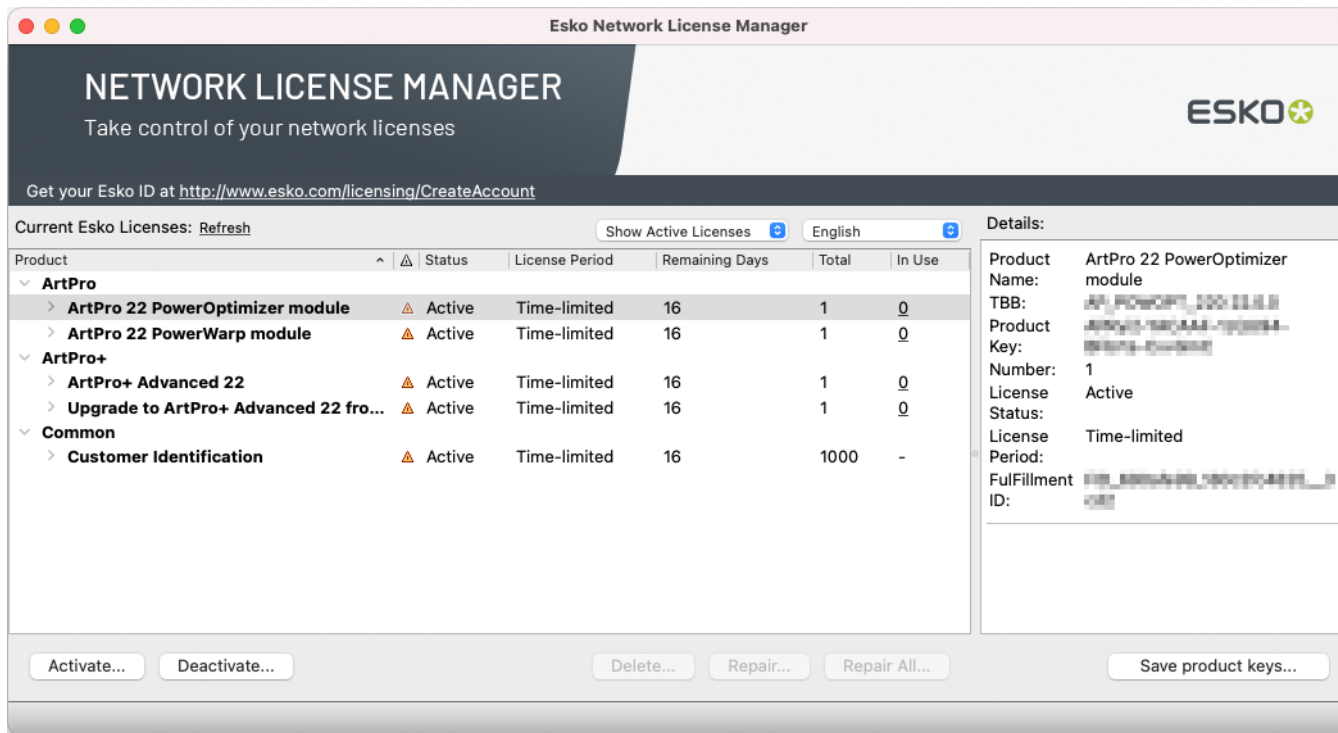 Esko Network License Manager
NETWORK LICENSE MANAGER
Take control of your network licenses
ESKO
Get your Esko ID at http://www.esko.com/licensing/CreateAccount
Current Esko Licenses: Refresh
Show Active Licenses
English
Product Status License Period Remaining Days Total In Use
ArtPro
ArtPro 22 PowerOptimizer module Active Time-limited 16 1 0
ArtPro 22 PowerWarp module Active Time-limited 16 1 0
ArtPro+
ArtPro+ Advanced 22 Active Time-limited 16 1 0
Upgrade to ArtPro+ Advanced 22 fro... Active Time-limited 16 1 0
Common
Customer Identification Active Time-limited 16 1000 -
Details:
Product Name: ArtPro 22 PowerOptimizer module
TBB:
Product Key:
Number: 1
License Status: Active
License Period: Time-limited
FulFillment ID:
Activate...
Deactivate...
Delete...
Repair...
Repair All...
Save product keys...